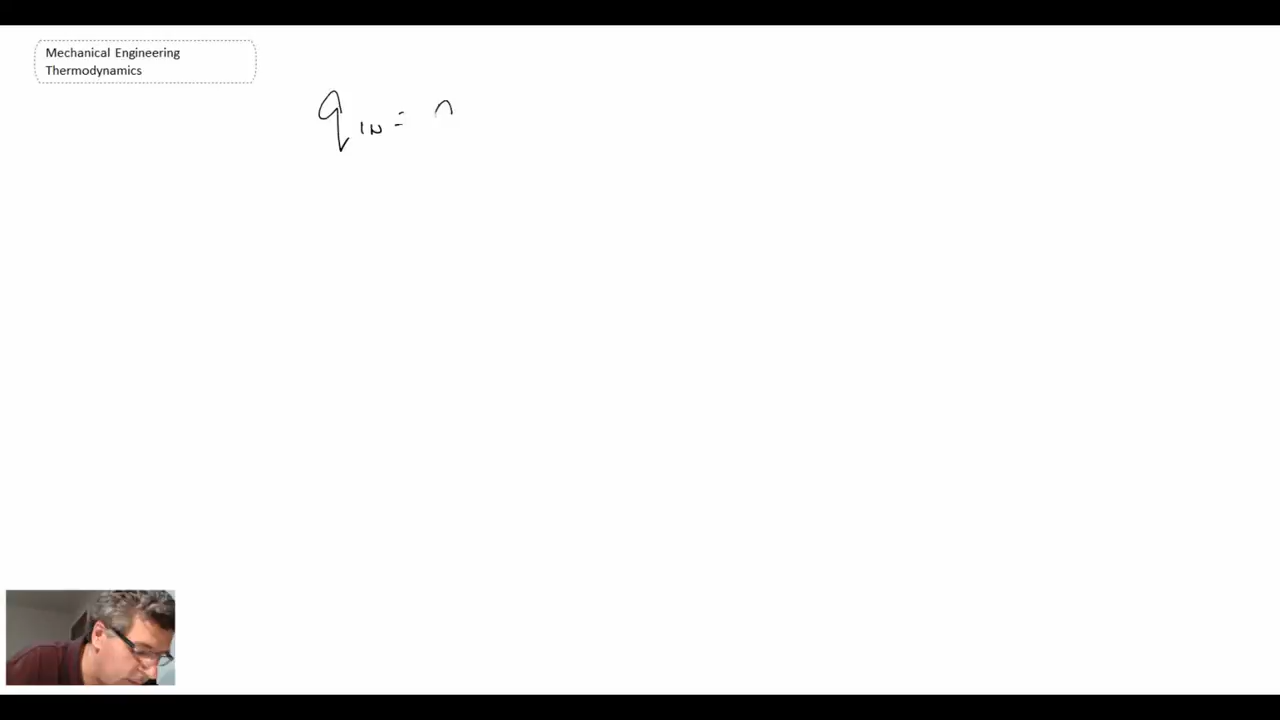 Mechanical Engineering
Thermodynamics
q IN =